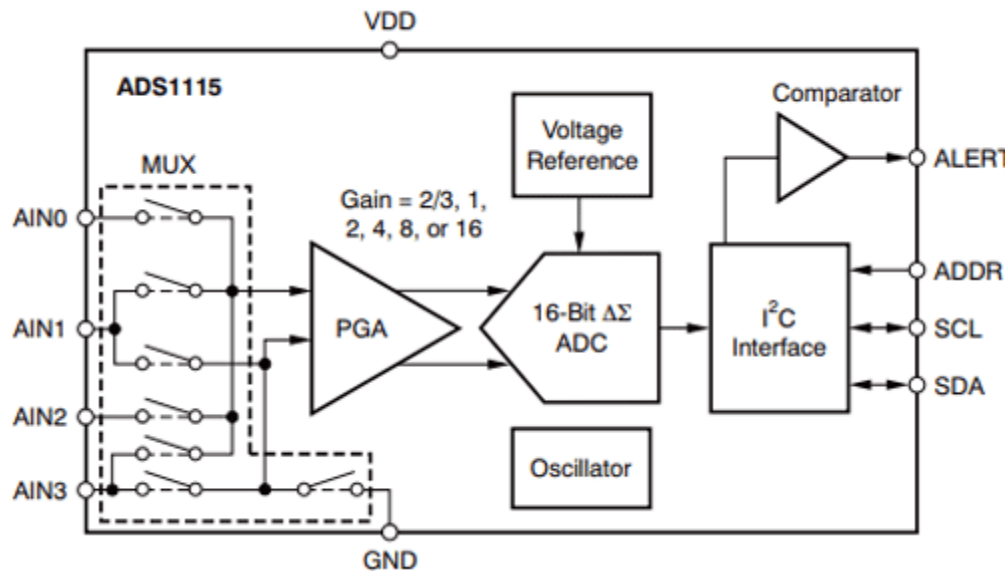 VDD
ADS1115
Comparator
Voltage
Reference
MUX
ALERT
Gain = 2/3, 1,
2, 4, 8, or 16
AIN0
ADDR
AIN1
PGA
16-Bit ΔΣ
ADC
I²C
Interface
SCL
SDA
AIN2
Oscillator
AIN3
GND